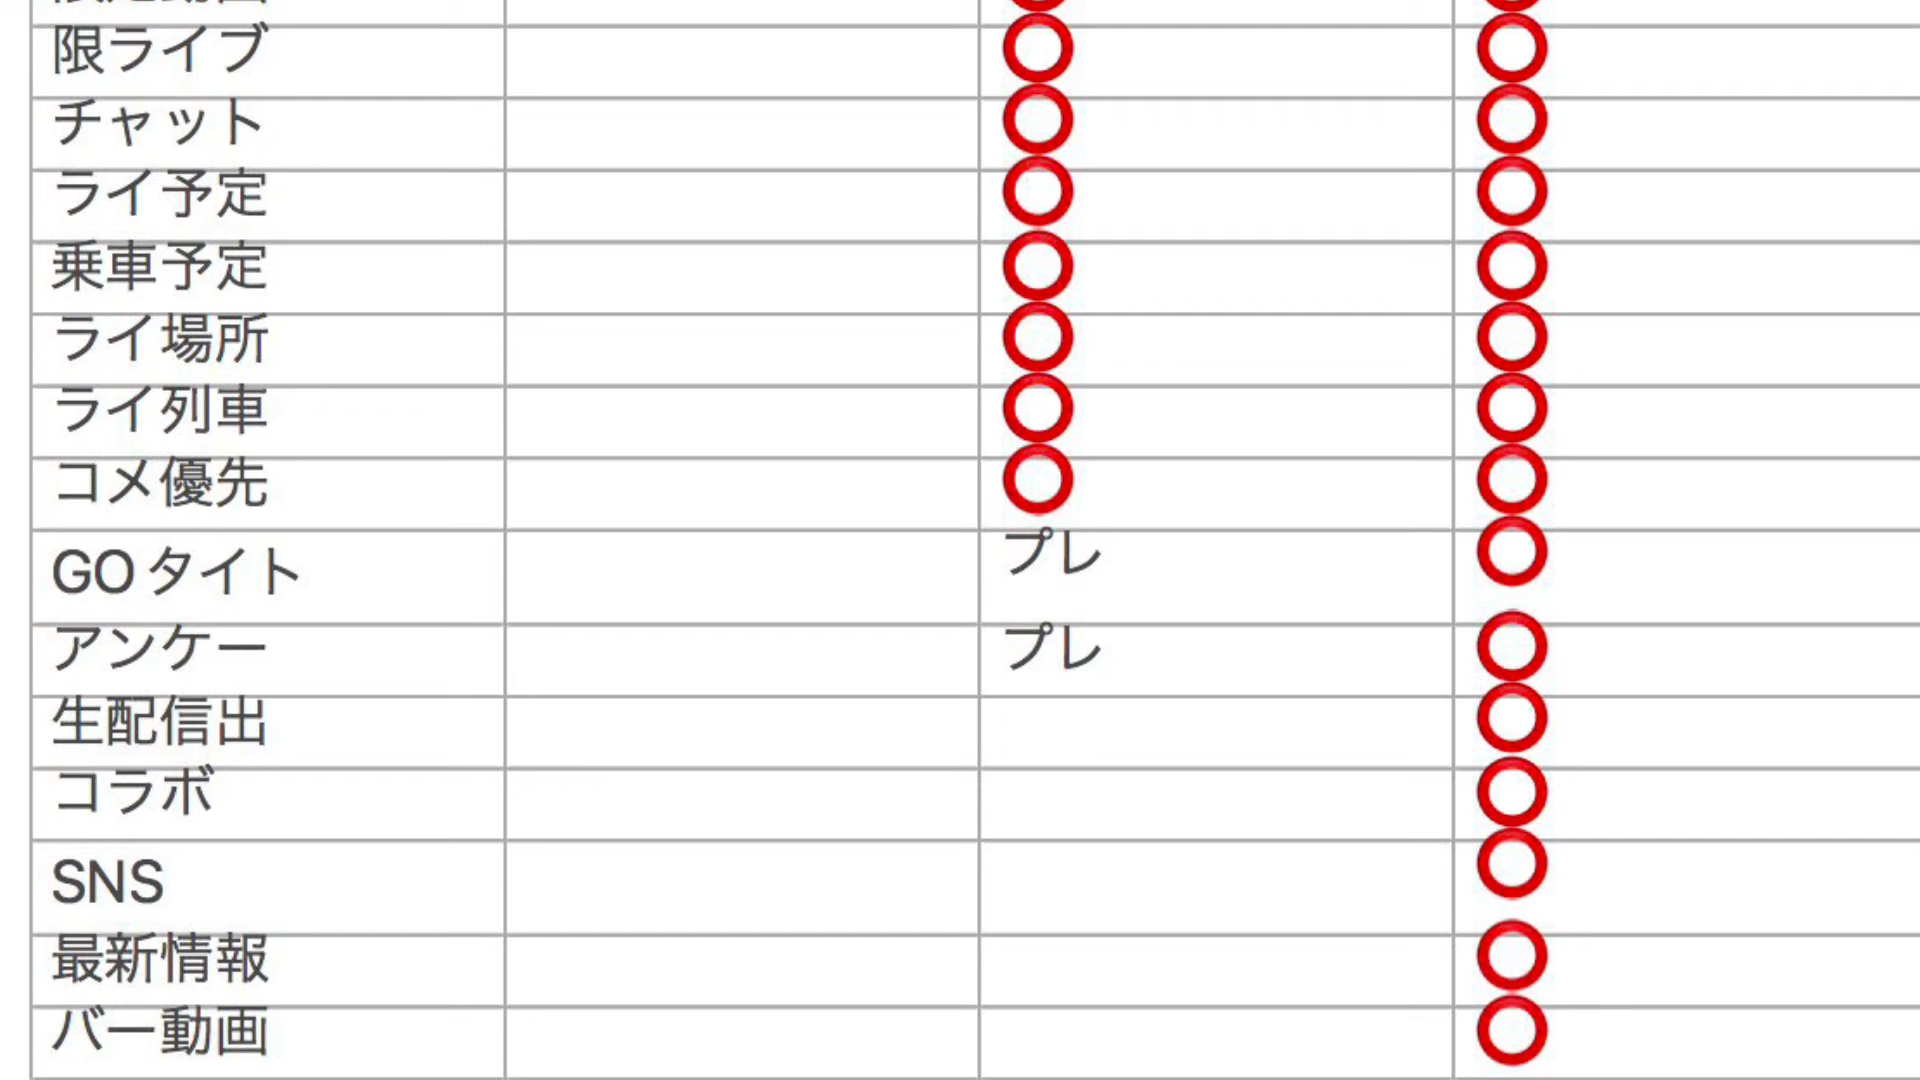 限ライブ ⭕ ⭕
チャット ⭕ ⭕
ライ予定 ⭕ ⭕
乗車予定 ⭕ ⭕
ライ場所 ⭕ ⭕
ライ列車 ⭕ ⭕
コメ優先 ⭕ ⭕
GOタイト プレ ⭕
アンケー プレ ⭕
生配信出 ⭕
コラボ ⭕
SNS ⭕
最新情報 ⭕
バー動画 ⭕